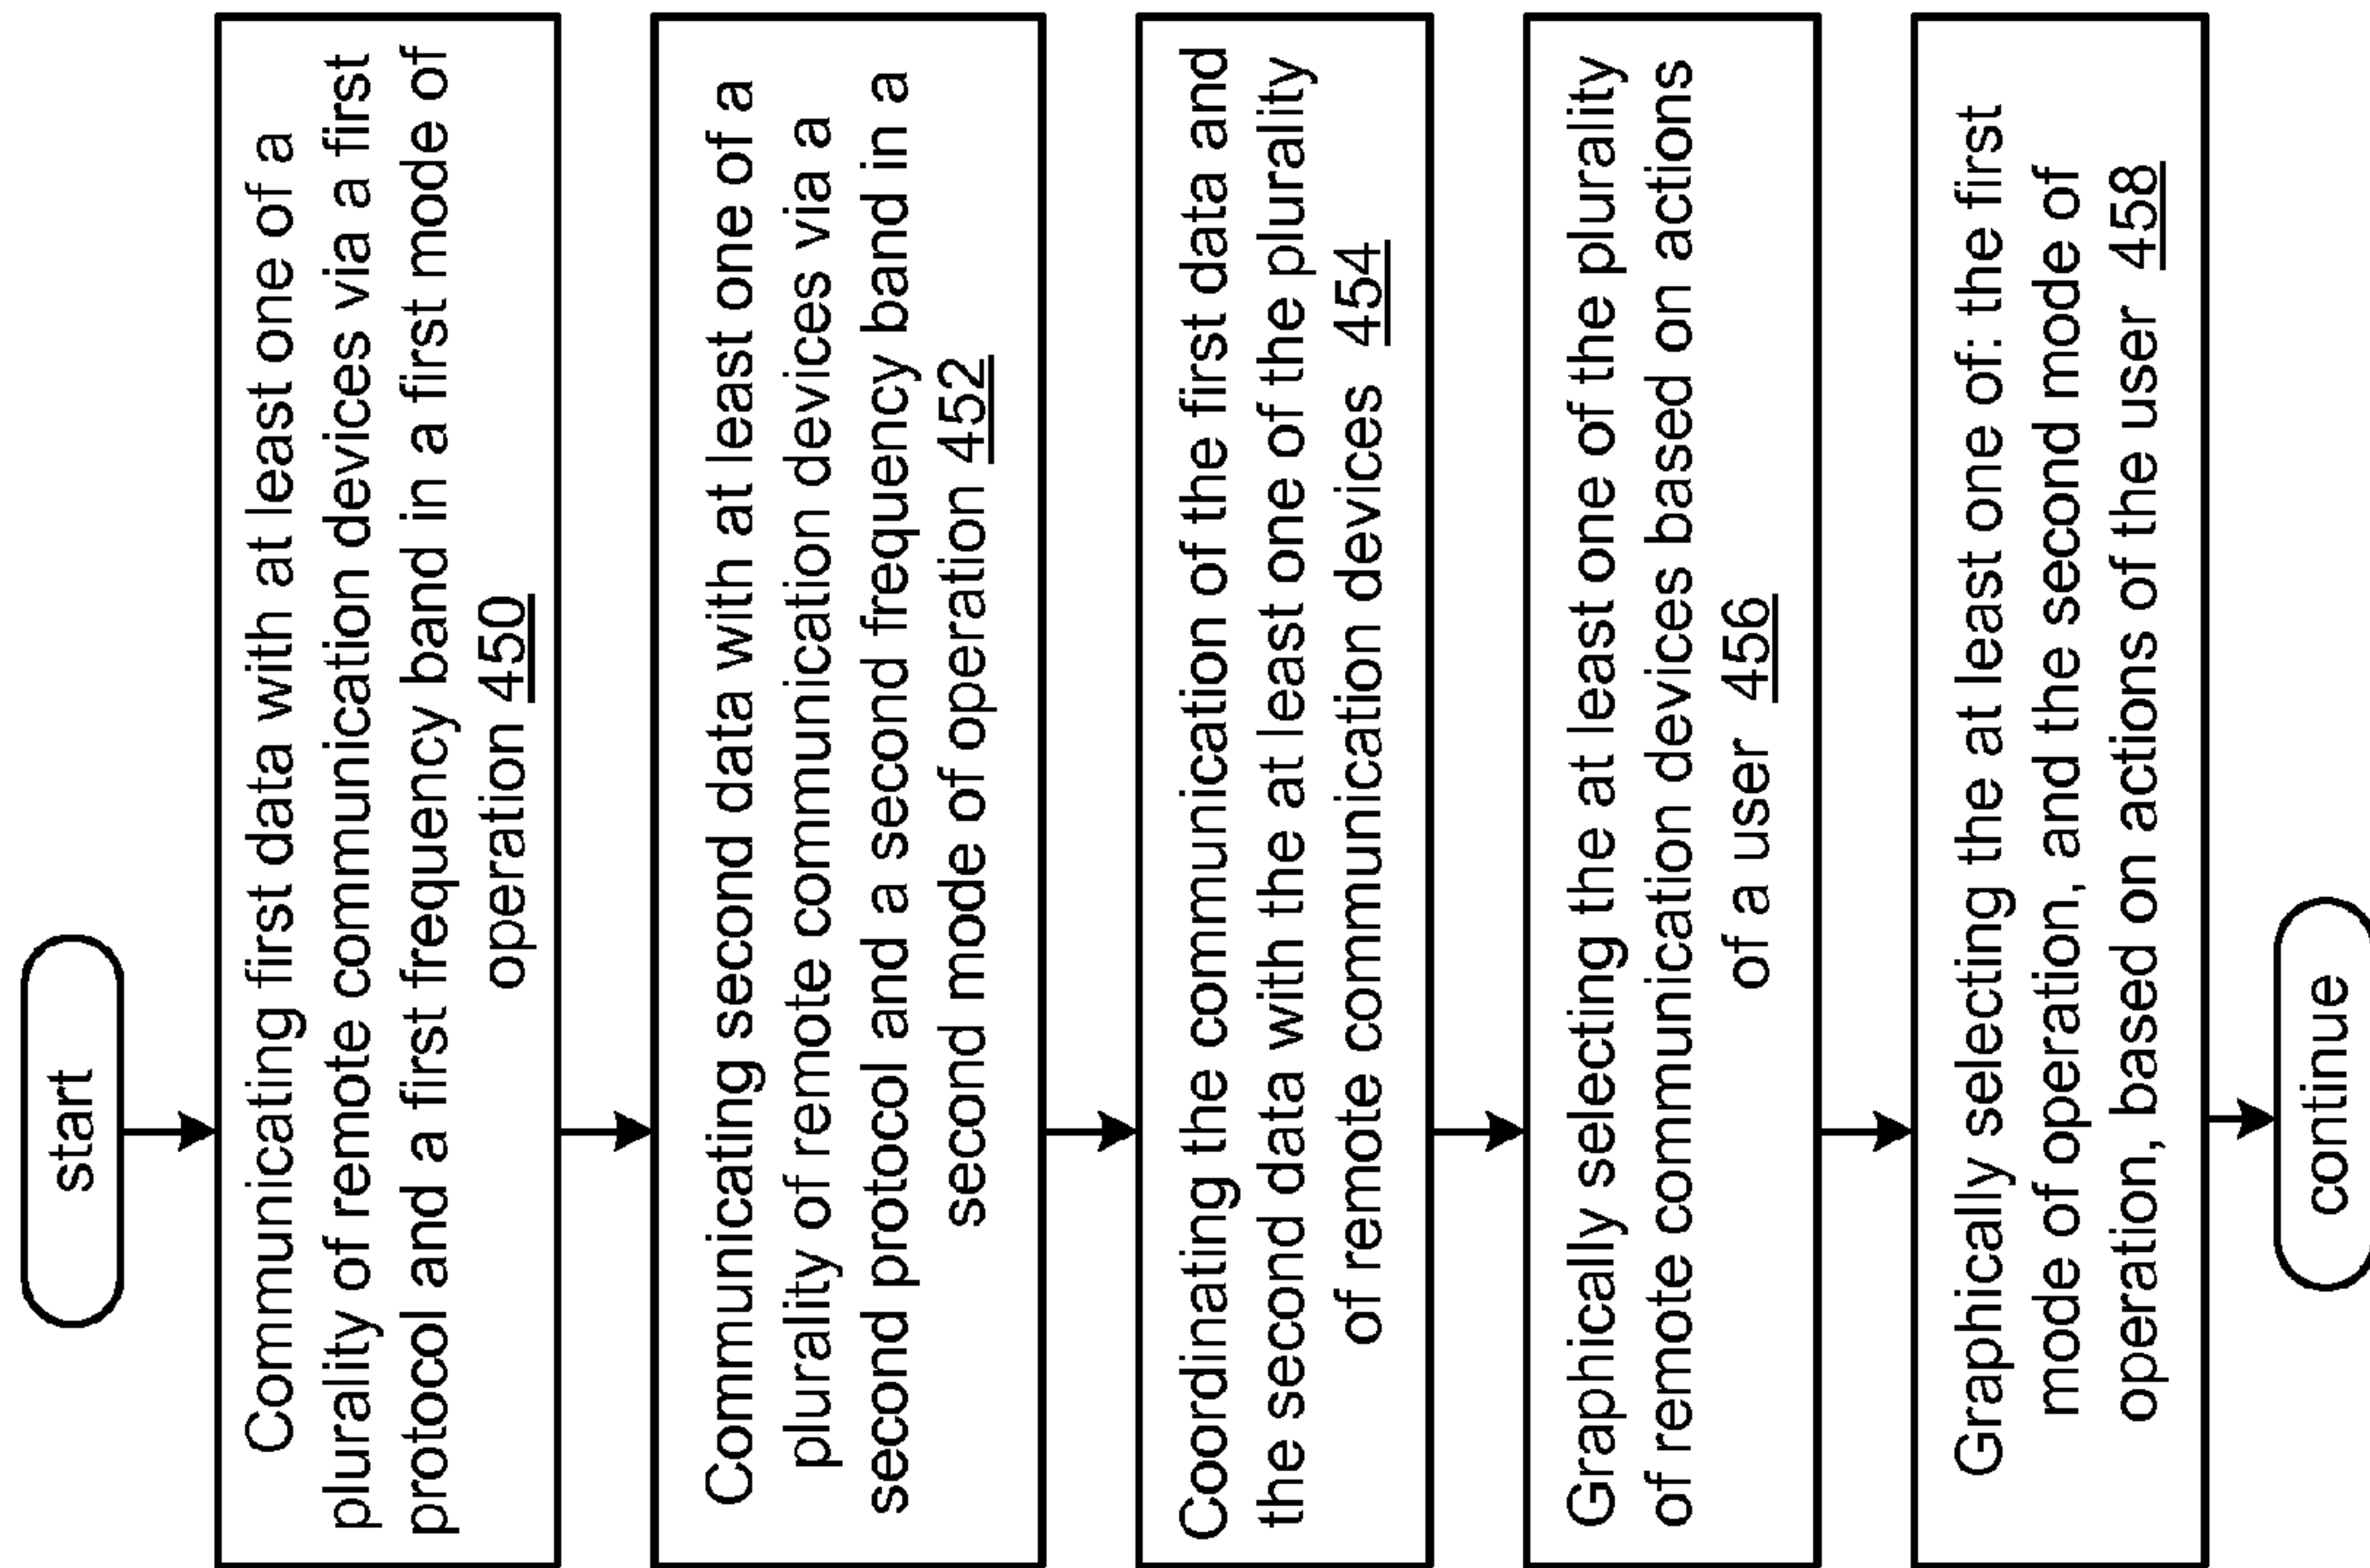 start
Communicating first data with at least one of a
plurality of remote communication devices via a first
protocol and a first frequency band in a first mode of
operation 450
Communicating second data with at least one of a
plurality of remote communication devices via a
second protocol and a second frequency band in a
second mode of operation 452
Coordinating the communication of the first data and
the second data with the at least one of the plurality
of remote communication devices 454
Graphically selecting the at least one of the plurality
of remote communication devices based on actions
of a user 456
Graphically selecting the at least one of: the first
mode of operation, and the second mode of
operation, based on actions of the user 458
continue